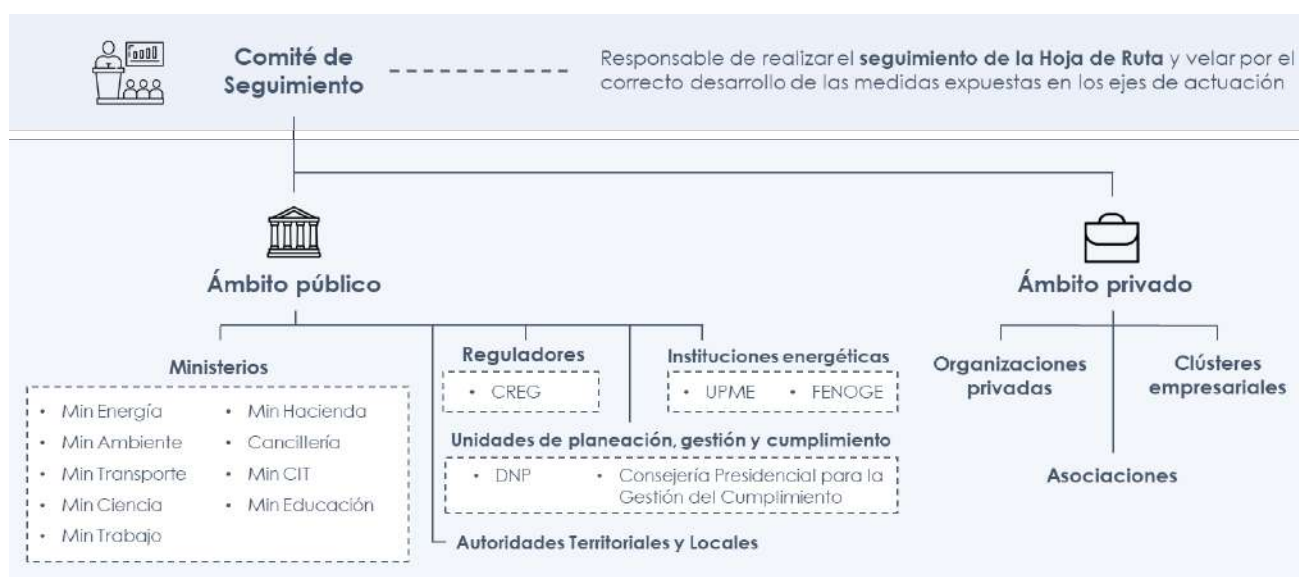 Comité de
Seguimiento
Responsable de realizar el seguimiento de la Hoja de Ruta y velar por el
correcto desarrollo de las medidas expuestas en los ejes de actuación
Ámbito público
Ámbito privado
Ministerios
• Min Energía
• Min Ambiente
• Min Transporte
• Min Ciencia
• Min Trabajo
• Min Hacienda
• Cancillería
• Min CIT
• Min Educación
Reguladores
• CREG
Instituciones energéticas
• UPME
• FENOGE
Unidades de planeación, gestión y cumplimiento
• DNP
• Consejería Presidencial para la
Gestión del Cumplimiento
Autoridades Territoriales y Locales
Organizaciones
privadas
Clústeres
empresariales
Asociaciones